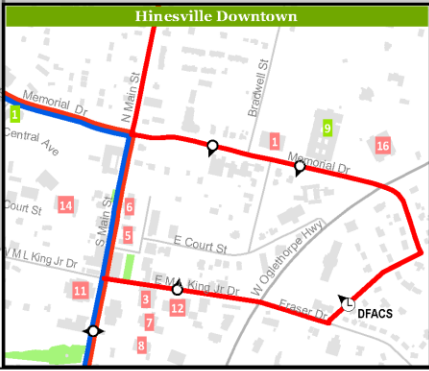 Hinesville Downtown
N Main St
Bradwell St
Memorial Dr
1
Central Ave
1
9
16
Memorial Dr
14
6
Court St
S Main St
5
E Court St
W Oglethorpe Hwy
W M L King Jr Dr
11
E M L King Jr Dr
3
12
Fraser Dr
DFACS
7
8